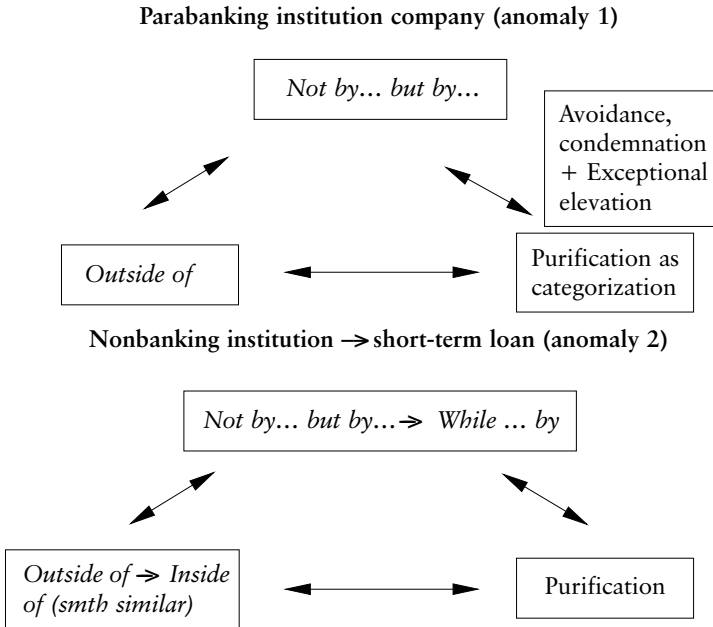 Parabanking institution company (anomaly 1)
Not by… but by…
Avoidance,
condemnation
+ Exceptional
elevation
Outside of
Purification as
categorization
Nonbanking institution → short-term loan (anomaly 2)
Not by… but by… → While … by
Outside of → Inside
of (smth similar)
Purification